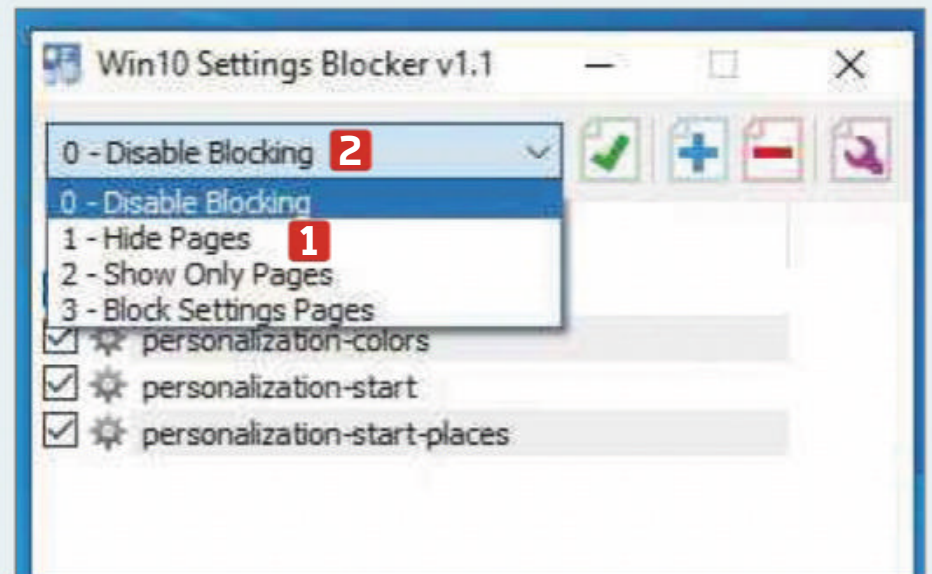 Win10 Settings Blocker v1.1
0 - Disable Blocking 2
0 - Disable Blocking
1 - Hide Pages 1
2 - Show Only Pages
3 - Block Settings Pages
personalization-colors
personalization-start
personalization-start-places